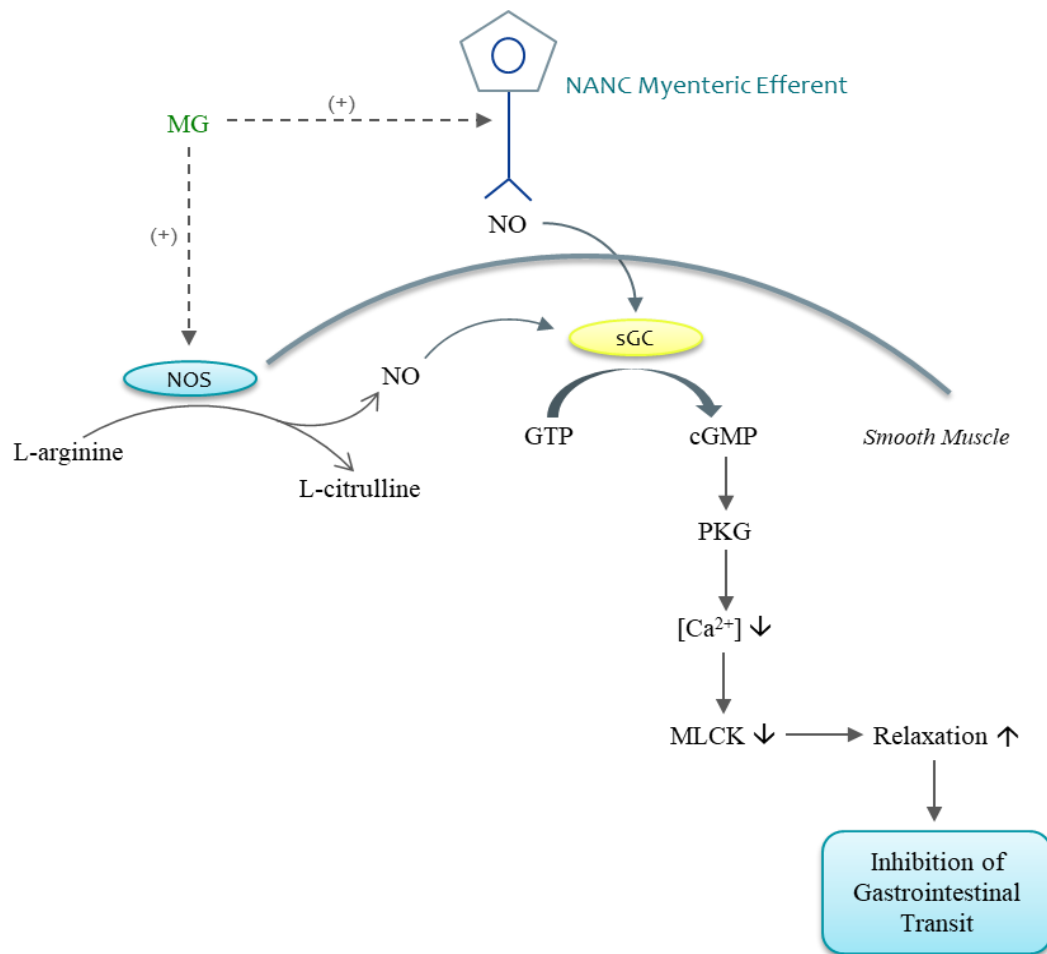 NANC Myenteric Efferent
(+)
MG
(+)
NO
sGC
NOS
NO
GTP
cGMP
Smooth Muscle
L-arginine
L-citrulline
PKG
[Ca²⁺] ↓
MLCK ↓
Relaxation ↑
Inhibition of
Gastrointestinal
Transit